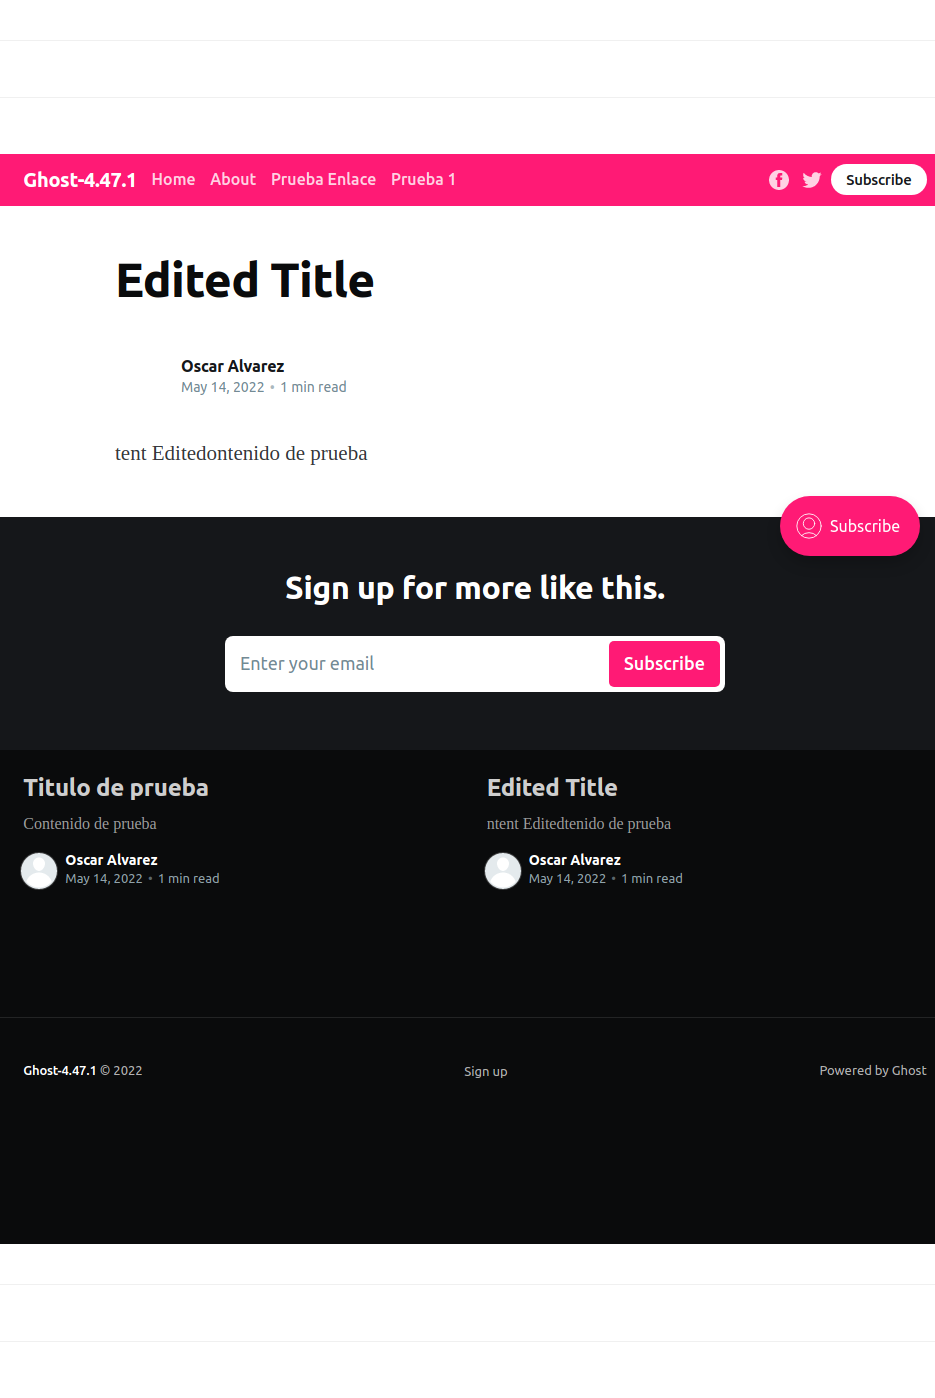 Ghost-4.47.1 Home About Prueba Enlace Prueba 1 Subscribe
Edited Title
Oscar Alvarez
May 14, 2022 • 1 min read
tent Editedontenido de prueba
Subscribe
Sign up for more like this.
Enter your email Subscribe
Titulo de prueba
Contenido de prueba
Oscar Alvarez
May 14, 2022 • 1 min read
Edited Title
ntent Editedtenido de prueba
Oscar Alvarez
May 14, 2022 • 1 min read
Ghost-4.47.1 © 2022 Sign up Powered by Ghost